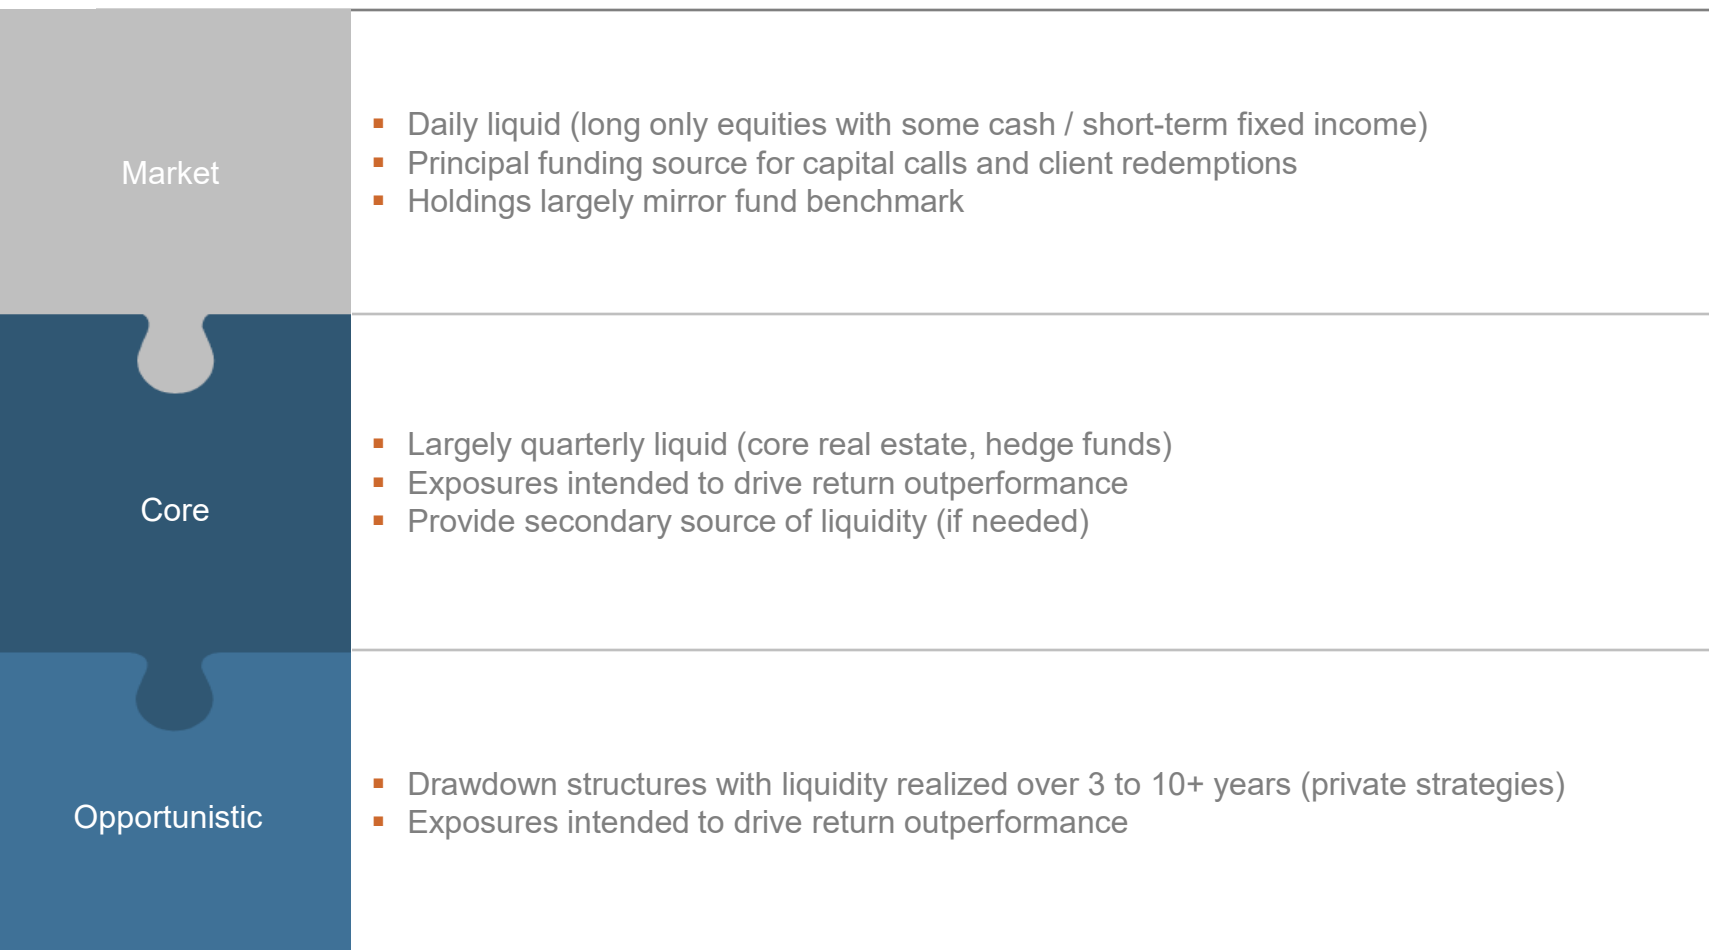 Market
Daily liquid (long only equities with some cash / short-term fixed income)
Principal funding source for capital calls and client redemptions
Holdings largely mirror fund benchmark
Core
Largely quarterly liquid (core real estate, hedge funds)
Exposures intended to drive return outperformance
Provide secondary source of liquidity (if needed)
Opportunistic
Drawdown structures with liquidity realized over 3 to 10+ years (private strategies)
Exposures intended to drive return outperformance